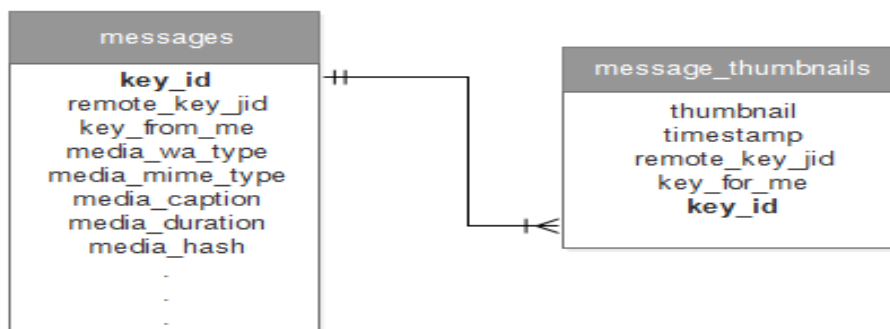 messages
key_id
remote_key_jid
key_from_me
media_wa_type
media_mime_type
media_caption
media_duration
media_hash
.
.
.
message_thumbnails
thumbnail
timestamp
remote_key_jid
key_for_me
key_id